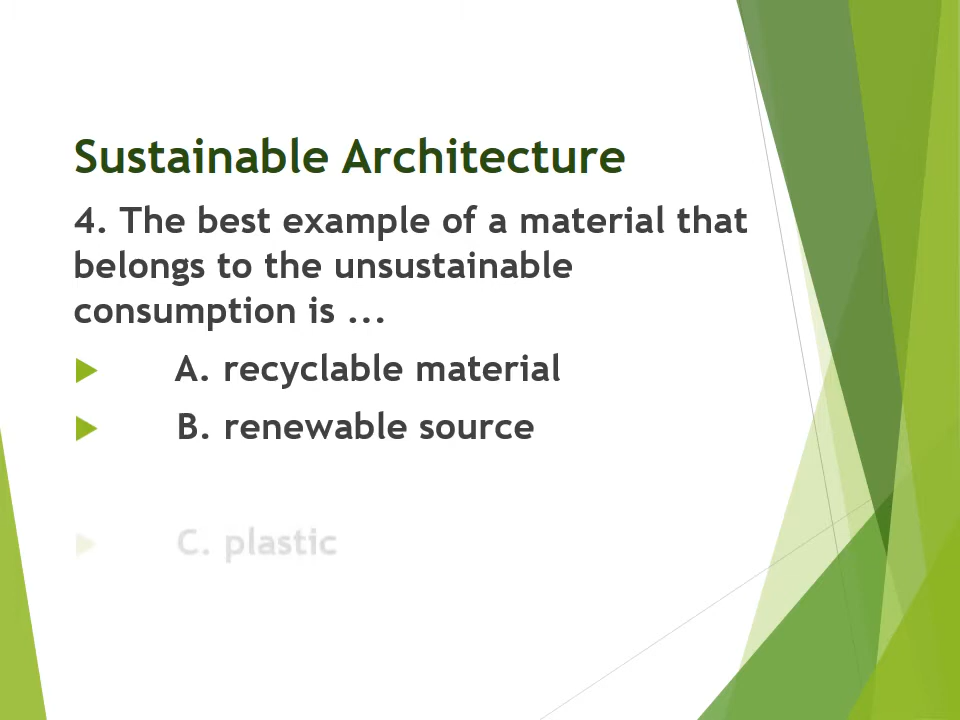 Sustainable Architecture
4. The best example of a material that
belongs to the unsustainable
consumption is ...
A. recyclable material
B. renewable source
C. plastic